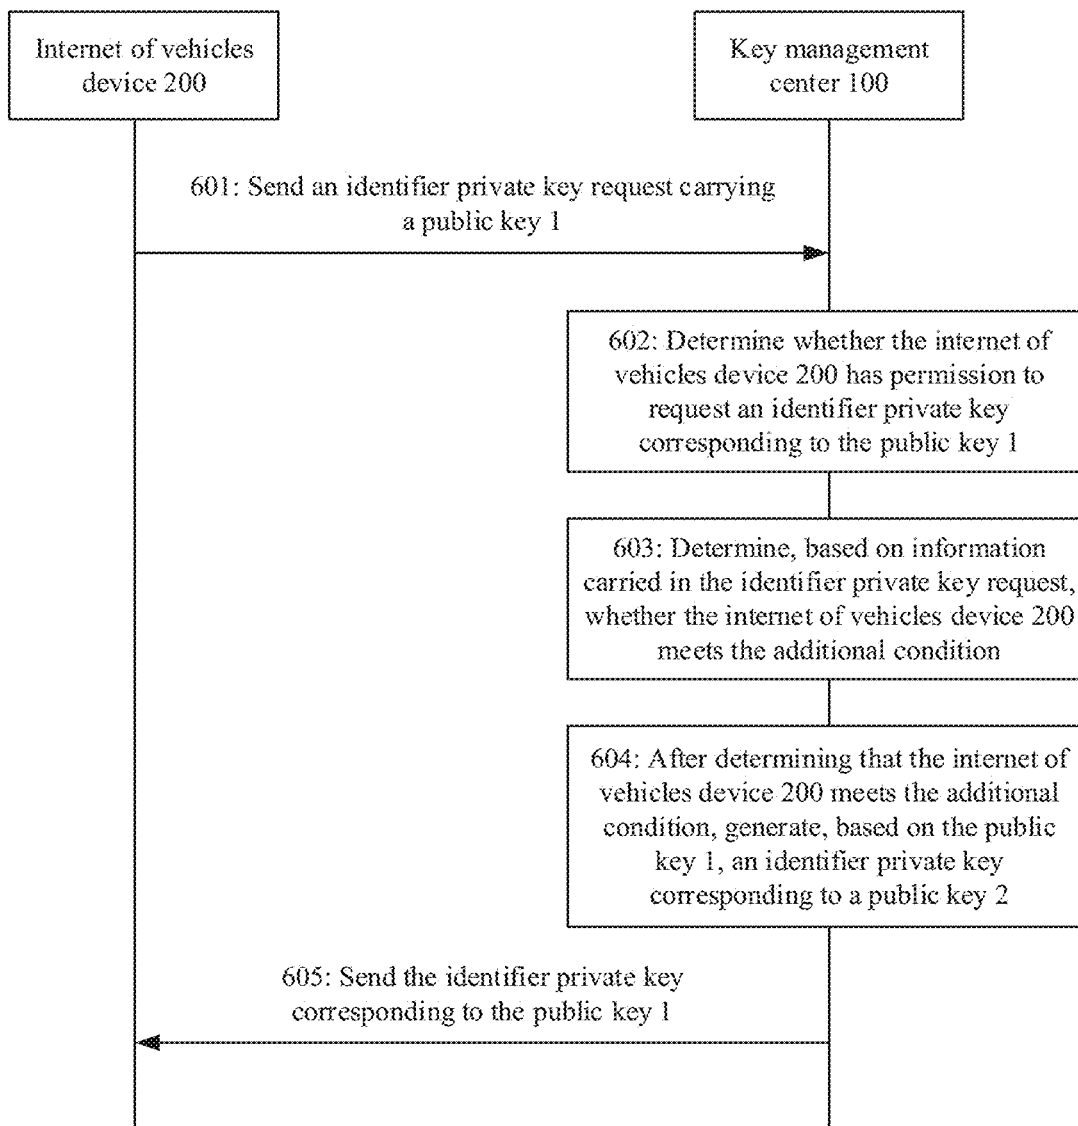 Internet of vehicles
device 200
Key management
center 100
601: Send an identifier private key request carrying
a public key 1
602: Determine whether the internet of
vehicles device 200 has permission to
request an identifier private key
corresponding to the public key 1
603: Determine, based on information
carried in the identifier private key request,
whether the internet of vehicles device 200
meets the additional condition
604: After determining that the internet of
vehicles device 200 meets the additional
condition, generate, based on the public
key 1, an identifier private key
corresponding to a public key 2
605: Send the identifier private key
corresponding to the public key 1